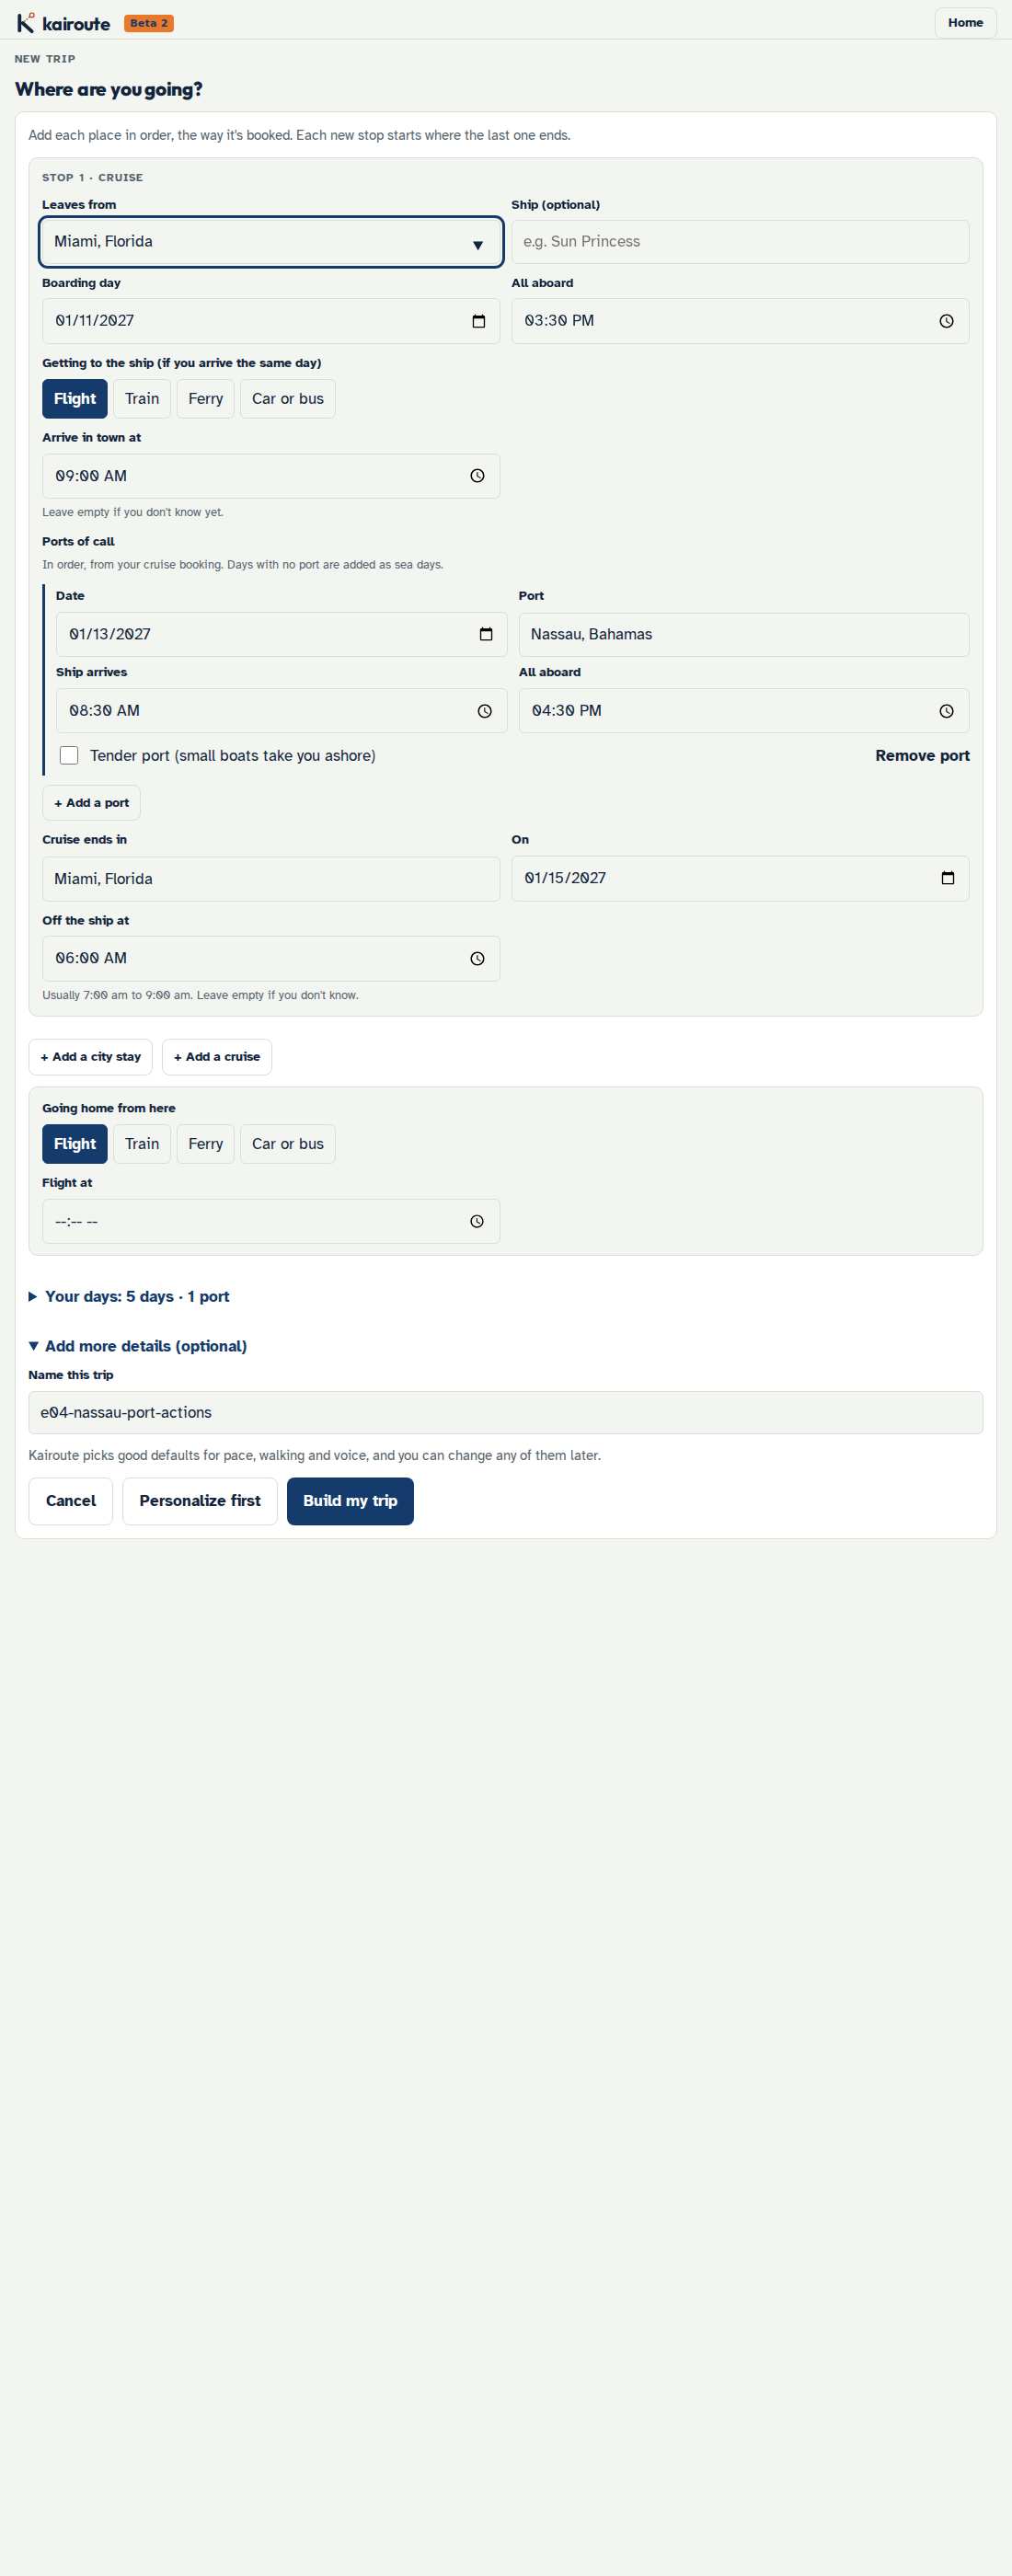 kairoute Beta 2 Home
NEW TRIP
Where are you going?
Add each place in order, the way it's booked. Each new stop starts where the last one ends.
STOP 1 · CRUISE
Leaves from Ship (optional)
Miami, Florida e.g. Sun Princess
Boarding day All aboard
01/11/2027 03:30 PM
Getting to the ship (if you arrive the same day)
Flight Train Ferry Car or bus
Arrive in town at
09:00 AM
Leave empty if you don't know yet.
Ports of call
In order, from your cruise booking. Days with no port are added as sea days.
Date Port
01/13/2027 Nassau, Bahamas
Ship arrives All aboard
08:30 AM 04:30 PM
Tender port (small boats take you ashore) Remove port
+ Add a port
Cruise ends in On
Miami, Florida 01/15/2027
Off the ship at
06:00 AM
Usually 7:00 am to 9:00 am. Leave empty if you don't know.
+ Add a city stay + Add a cruise
Going home from here
Flight Train Ferry Car or bus
Flight at
--:-- --
Your days: 5 days · 1 port
Add more details (optional)
Name this trip
e04-nassau-port-actions
Kairoute picks good defaults for pace, walking and voice, and you can change any of them later.
Cancel Personalize first Build my trip